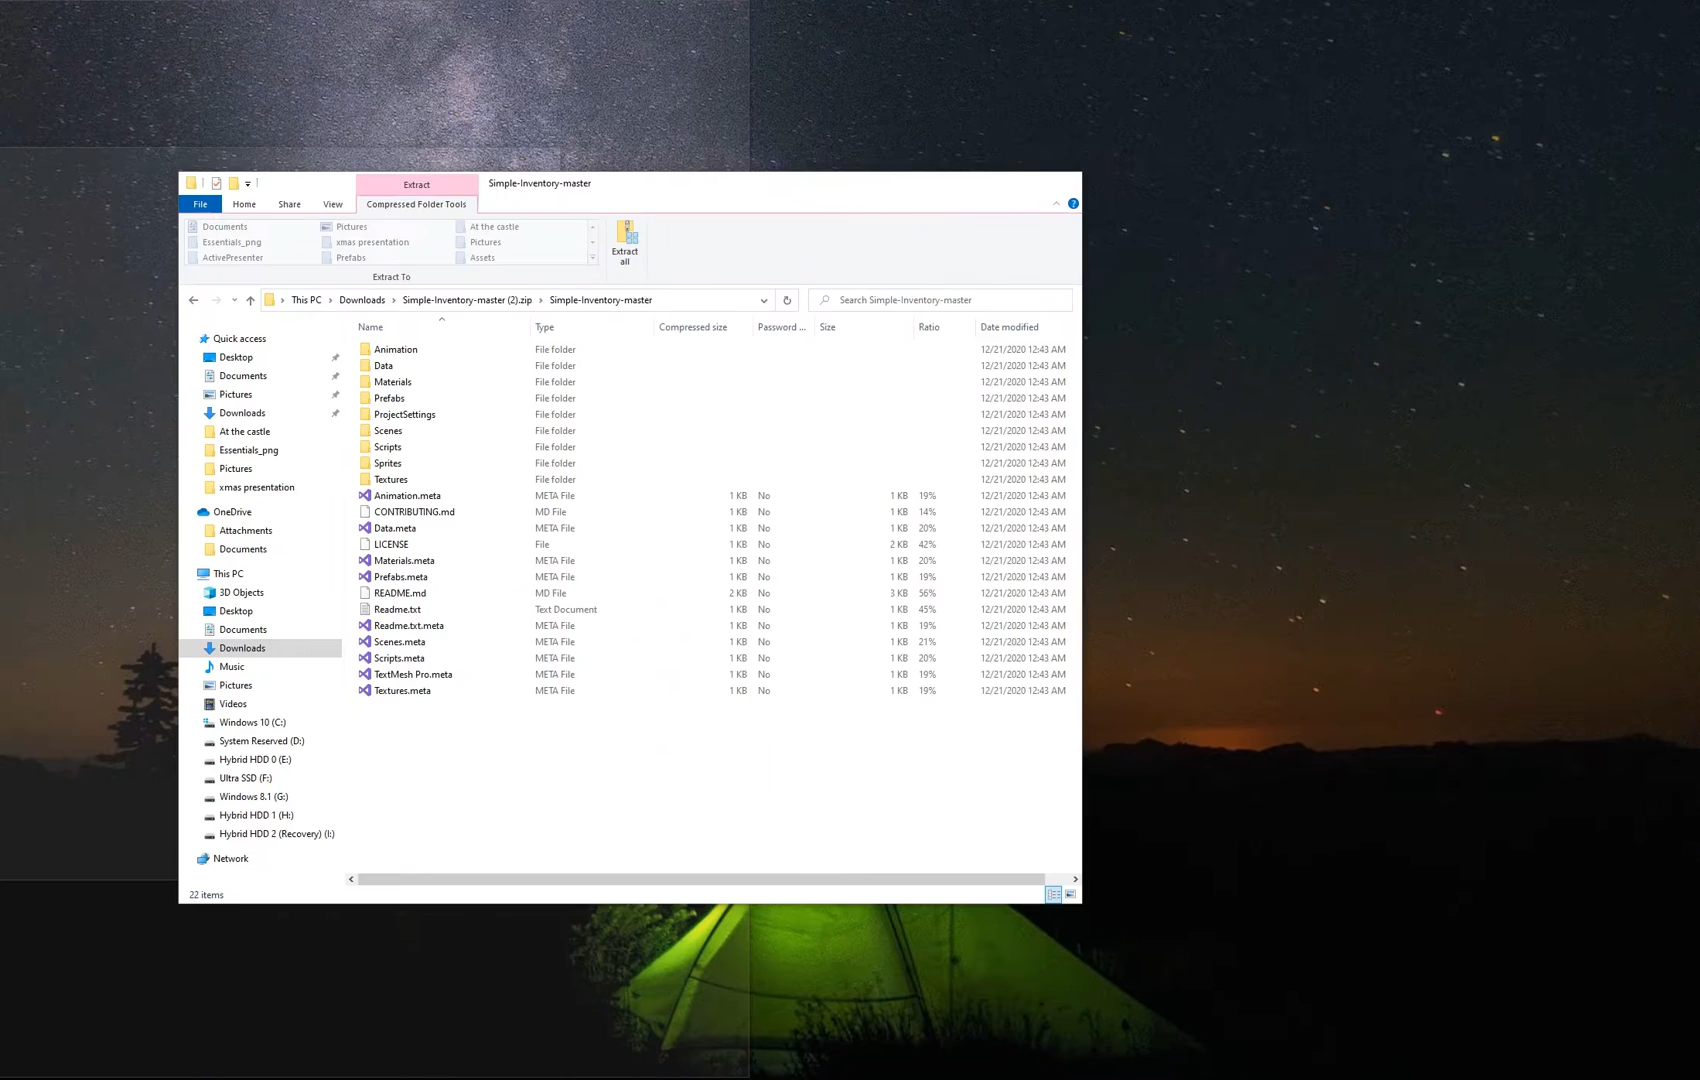 Extract Simple-Inventory-master
File Home Share View Compressed Folder Tools
Documents Pictures At the castle
Essentials_png xmas presentation Pictures
ActivePresenter Prefabs Assets
Extract all
Extract To
This PC Downloads Simple-Inventory-master (2).zip Simple-Inventory-master Search Simple-Inventory-master
Quick access
Desktop
Documents
Pictures
Downloads
At the castle
Essentials_png
Pictures
xmas presentation
OneDrive
Attachments
Documents
This PC
3D Objects
Desktop
Documents
Downloads
Music
Pictures
Videos
Windows 10 (C:)
System Reserved (D:)
Hybrid HDD 0 (E:)
Ultra SSD (F:)
Windows 8.1 (G:)
Hybrid HDD 1 (H:)
Hybrid HDD 2 (Recovery) (I:)
Network
Name Type Compressed size Password ... Size Ratio Date modified
Animation File folder 12/21/2020 12:43 AM
Data File folder 12/21/2020 12:43 AM
Materials File folder 12/21/2020 12:43 AM
Prefabs File folder 12/21/2020 12:43 AM
ProjectSettings File folder 12/21/2020 12:43 AM
Scenes File folder 12/21/2020 12:43 AM
Scripts File folder 12/21/2020 12:43 AM
Sprites File folder 12/21/2020 12:43 AM
Textures File folder 12/21/2020 12:43 AM
Animation.meta META File 1 KB No 1 KB 19% 12/21/2020 12:43 AM
CONTRIBUTING.md MD File 1 KB No 1 KB 14% 12/21/2020 12:43 AM
Data.meta META File 1 KB No 1 KB 20% 12/21/2020 12:43 AM
LICENSE File 1 KB No 2 KB 42% 12/21/2020 12:43 AM
Materials.meta META File 1 KB No 1 KB 20% 12/21/2020 12:43 AM
Prefabs.meta META File 1 KB No 1 KB 19% 12/21/2020 12:43 AM
README.md MD File 2 KB No 3 KB 56% 12/21/2020 12:43 AM
Readme.txt Text Document 1 KB No 1 KB 45% 12/21/2020 12:43 AM
Readme.txt.meta META File 1 KB No 1 KB 19% 12/21/2020 12:43 AM
Scenes.meta META File 1 KB No 1 KB 21% 12/21/2020 12:43 AM
Scripts.meta META File 1 KB No 1 KB 20% 12/21/2020 12:43 AM
TextMesh Pro.meta META File 1 KB No 1 KB 19% 12/21/2020 12:43 AM
Textures.meta META File 1 KB No 1 KB 19% 12/21/2020 12:43 AM
22 items